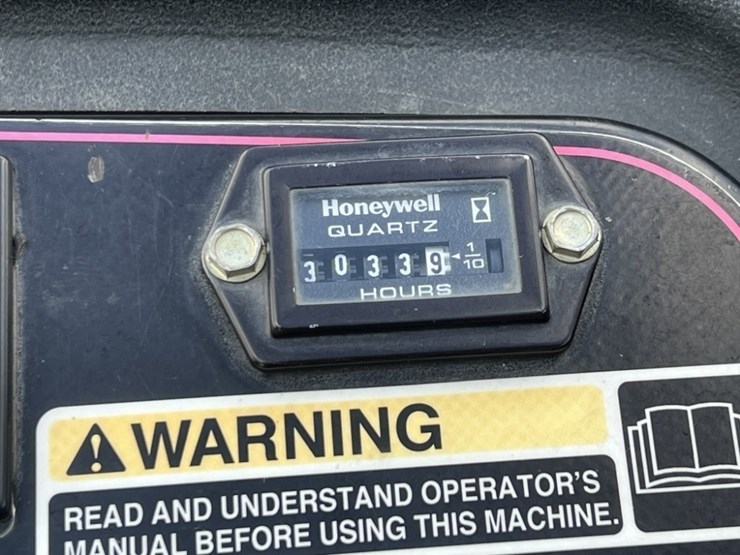 Honeywell
QUARTZ
3 0 3 3 9 1/10
HOURS
WARNING
READ AND UNDERSTAND OPERATOR'S
MANUAL BEFORE USING THIS MACHINE.